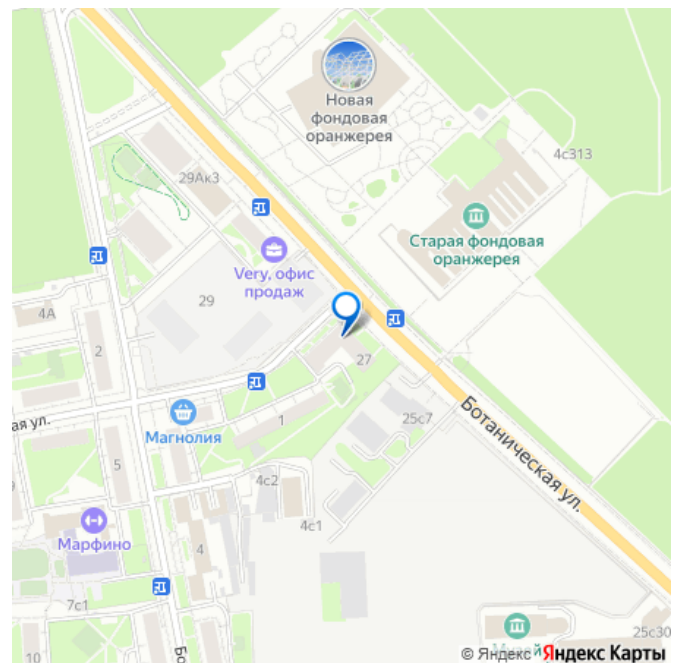 Новая
фондовая
оранжерея
4с313
29Ак3
Старая фондовая
оранжерея
Very, офис
продаж
29
4А
2
27
Ботаническая ул.
25с7
ая ул.
Магнолия
1
5
4с2
4с1
Марфино
4
7с1
10
25с30
© Яндекс Яндекс Карты